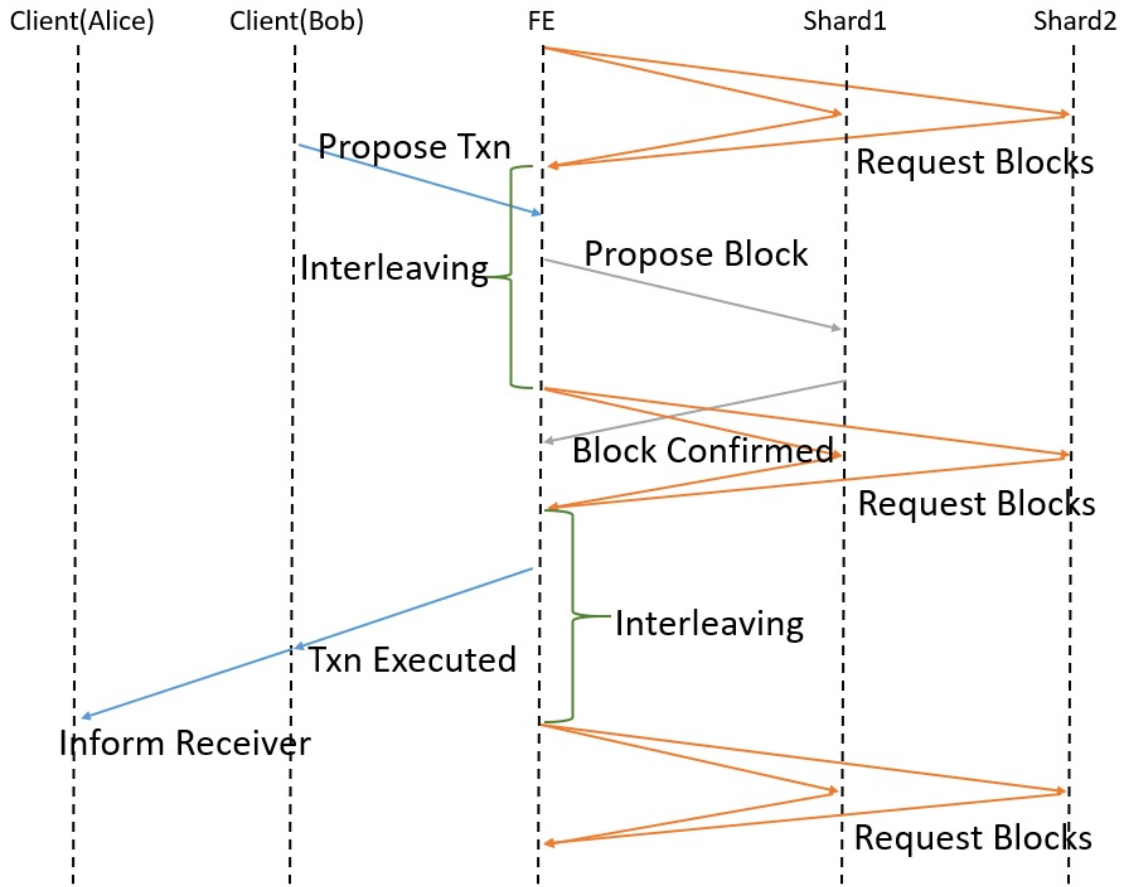 Client(Alice)
Client(Bob)
FE
Shard1
Shard2
Propose Txn
Request Blocks
Interleaving
Propose Block
Block Confirmed
Request Blocks
Interleaving
Txn Executed
Inform Receiver
Request Blocks